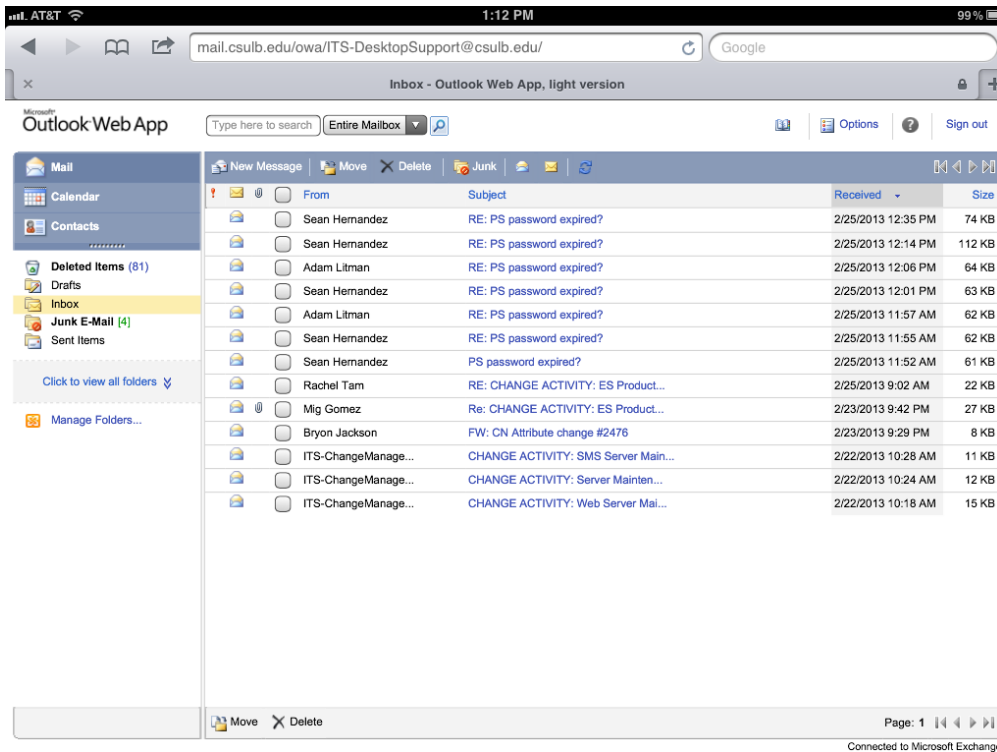 AT&T 1:12 PM 99%
mail.csulb.edu/owa/ITS-DesktopSupport@csulb.edu/ Google
Inbox - Outlook Web App, light version
Microsoft
Outlook Web App Type here to search Entire Mailbox Options Sign out
Mail New Message Move Delete Junk
Calendar From Subject Received Size
Contacts
Sean Hernandez RE: PS password expired? 2/25/2013 12:35 PM 74 KB
Sean Hernandez RE: PS password expired? 2/25/2013 12:14 PM 112 KB
Deleted Items (81) Adam Litman RE: PS password expired? 2/25/2013 12:06 PM 64 KB
Drafts Sean Hernandez RE: PS password expired? 2/25/2013 12:01 PM 63 KB
Inbox
Junk E-Mail [4] Adam Litman RE: PS password expired? 2/25/2013 11:57 AM 62 KB
Sent Items Sean Hernandez RE: PS password expired? 2/25/2013 11:55 AM 62 KB
Sean Hernandez PS password expired? 2/25/2013 11:52 AM 61 KB
Click to view all folders Rachel Tam RE: CHANGE ACTIVITY: ES Product... 2/25/2013 9:02 AM 22 KB
Mig Gomez Re: CHANGE ACTIVITY: ES Product... 2/23/2013 9:42 PM 27 KB
Manage Folders... Bryon Jackson FW: CN Attribute change #2476 2/23/2013 9:29 PM 8 KB
ITS-ChangeManage... CHANGE ACTIVITY: SMS Server Main... 2/22/2013 10:28 AM 11 KB
ITS-ChangeManage... CHANGE ACTIVITY: Server Mainten... 2/22/2013 10:24 AM 12 KB
ITS-ChangeManage... CHANGE ACTIVITY: Web Server Mai... 2/22/2013 10:18 AM 15 KB
Move Delete Page: 1
Connected to Microsoft Exchang